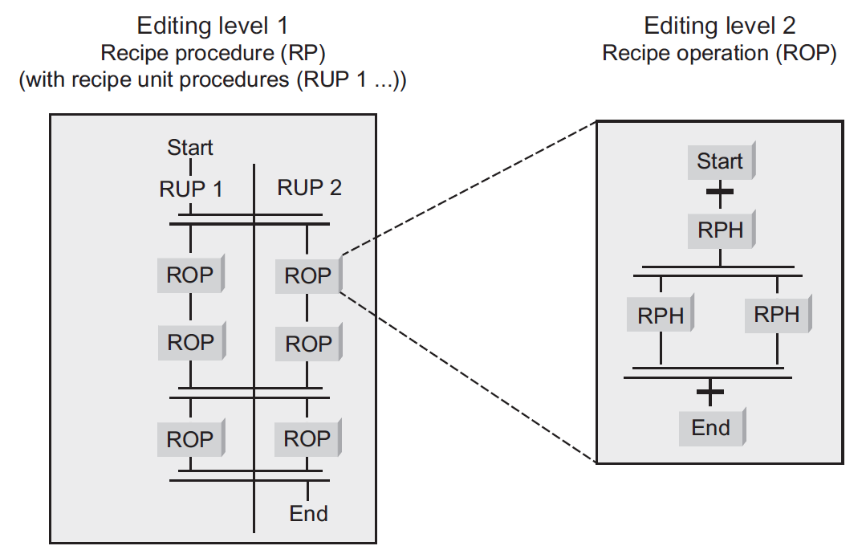 Editing level 1
Recipe procedure (RP)
(with recipe unit procedures (RUP 1 ...))
Start
RUP 1
RUP 2
ROP
ROP
ROP
ROP
ROP
ROP
End
Editing level 2
Recipe operation (ROP)
Start
RPH
RPH
RPH
End